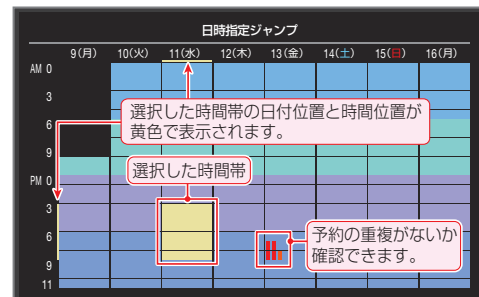 日時指定ジャンプ
9(月) 10(火) 11(水) 12(木) 13(金) 14(土) 15(日) 16(月)
AM 0
3
選択した時間帯の日付位置と時間位置が
黄色で表示されます。
6
9
選択した時間帯
PM 0
3
予約の重複がないか
確認できます。
6
9
11